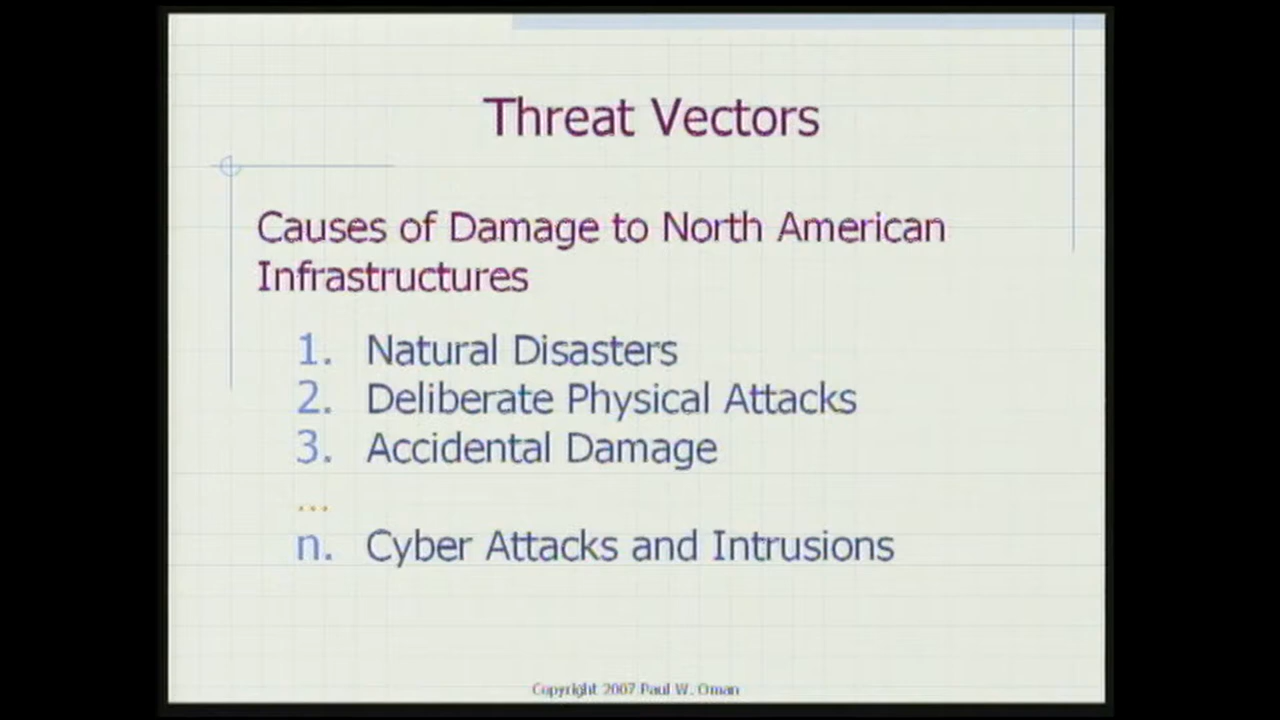 Threat Vectors
Causes of Damage to North American
Infrastructures
1. Natural Disasters
2. Deliberate Physical Attacks
3. Accidental Damage
...
n. Cyber Attacks and Intrusions
Copyright 2007 Paul W. Oman